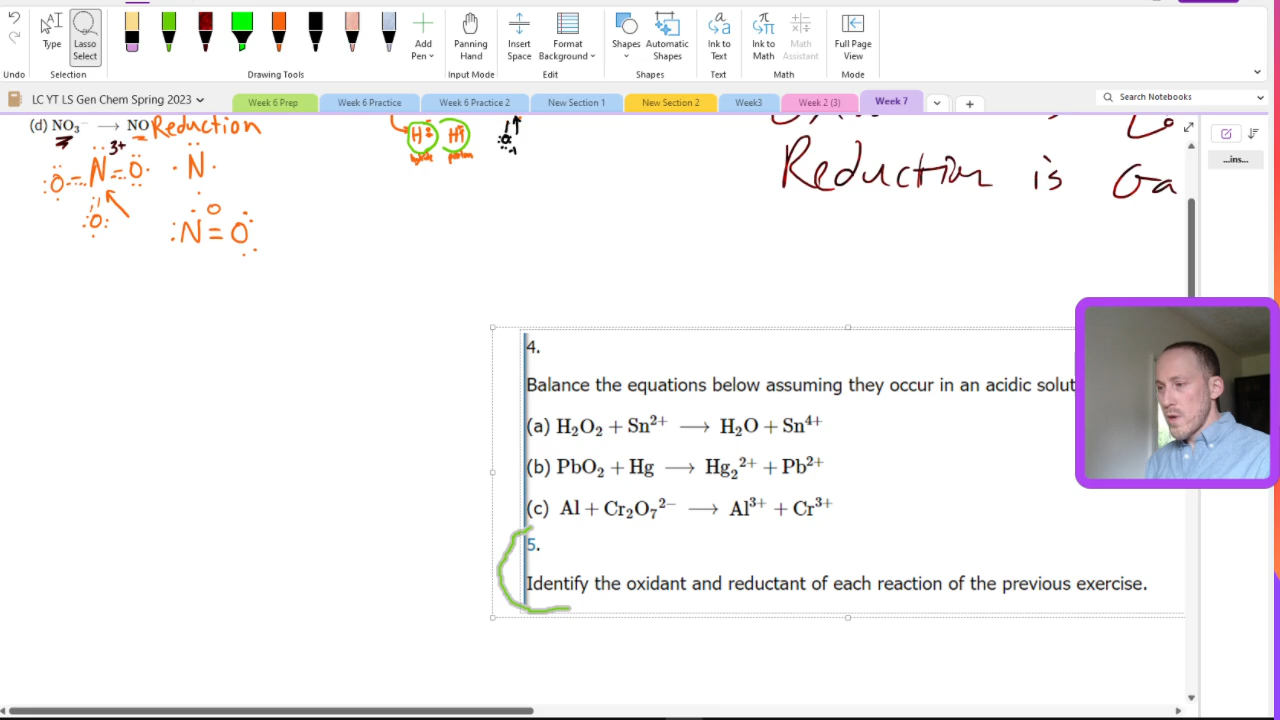 Type
Lasso
Select
Add
Pen
Panning
Hand
Insert
Space
Format
Background
Shapes
Automatic
Shapes
Ink to
Text
Ink to
Math
Math
Assistant
Full Page
View
Undo
Selection
Drawing Tools
Input Mode
Edit
Shapes
Text
Math
Mode
LC YT LS Gen Chem Spring 2023
Week 6 Prep
Week 6 Practice
Week 6 Practice 2
New Section 1
New Section 2
Week3
Week 2 (3)
Week 7
Search Notebooks
...ins...
(d) NO₃⁻ ⟶ NO Reduction
3+
O N O
O
N
O
:N=O
H: H+
hydride proton
Reduction is Ga
4.
Balance the equations below assuming they occur in an acidic solut
(a) H₂O₂ + Sn²⁺ ⟶ H₂O + Sn⁴⁺
(b) PbO₂ + Hg ⟶ Hg₂²⁺ + Pb²⁺
(c) Al + Cr₂O₇²⁻ ⟶ Al³⁺ + Cr³⁺
5.
Identify the oxidant and reductant of each reaction of the previous exercise.